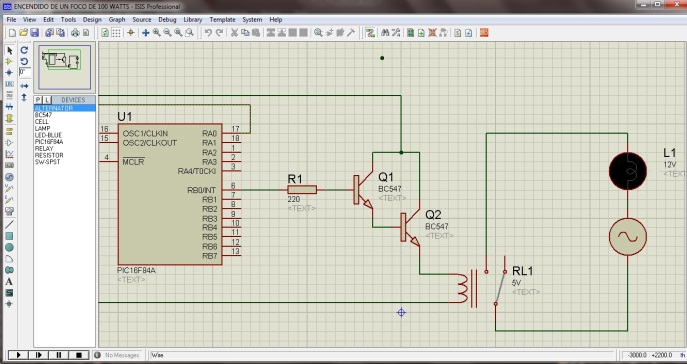 ENCENDIDO DE UN FOCO DE 100 WATTS - ISIS Professional
File View Edit Tools Design Graph Source Debug Library Template System Help
P L DEVICES
ALTERNATOR
BC547
CELL
LAMP
LED-BLUE
PIC16F84A
RELAY
RESISTOR
SW-SPST
U1
16 OSC1/CLKIN RA0 17
15 OSC2/CLKOUT RA1 18
RA2 1
4 MCLR RA3 2
RA4/T0CKI 3
RB0/INT 6
RB1 7
RB2 8
RB3 9
RB4 10
RB5 11
RB6 12
RB7 13
PIC16F84A
<TEXT>
R1
220
<TEXT>
Q1
BC547
<TEXT>
Q2
BC547
<TEXT>
RL1
5V
<TEXT>
L1
12V
<TEXT
No Messages Wire -3000.0 +2200.0 th